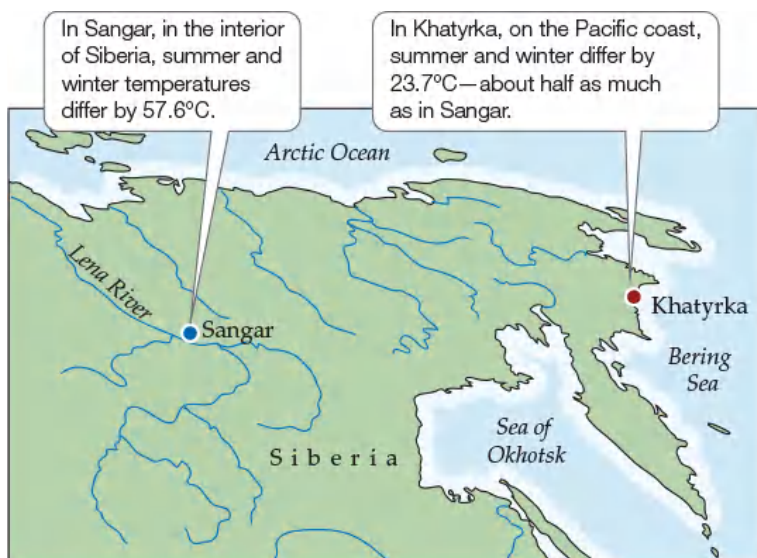 In Sangar, in the interior
of Siberia, summer and
winter temperatures
differ by 57.6ºC.
In Khatyrka, on the Pacific coast,
summer and winter differ by
23.7ºC—about half as much
as in Sangar.
Arctic Ocean
Lena River
Sangar
Khatyrka
Bering
Sea
Sea of
Okhotsk
Siberia